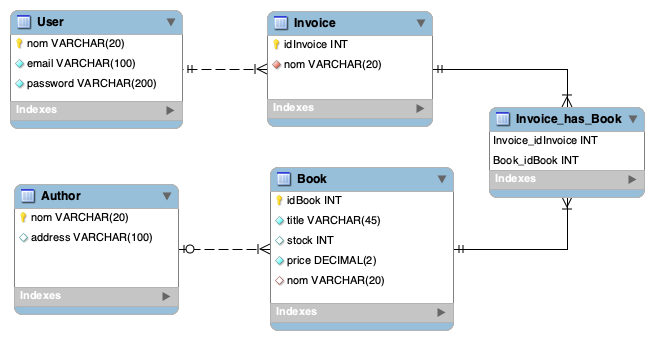 User
nom VARCHAR(20)
email VARCHAR(100)
password VARCHAR(200)
Indexes
Invoice
idInvoice INT
nom VARCHAR(20)
Indexes
Invoice_has_Book
Invoice_idInvoice INT
Book_idBook INT
Indexes
Author
nom VARCHAR(20)
address VARCHAR(100)
Indexes
Book
idBook INT
title VARCHAR(45)
stock INT
price DECIMAL(2)
nom VARCHAR(20)
Indexes